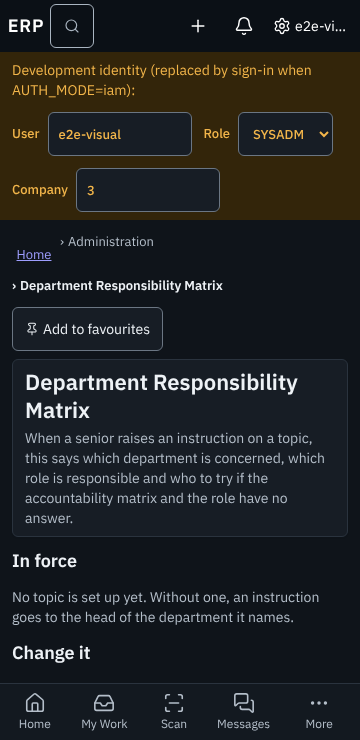 ERP
e2e-vi...
Development identity (replaced by sign-in when
AUTH_MODE=iam):
User
e2e-visual
Role
SYSADM
Company
3
› Administration
Home
› Department Responsibility Matrix
Add to favourites
Department Responsibility
Matrix
When a senior raises an instruction on a topic,
this says which department is concerned, which
role is responsible and who to try if the
accountability matrix and the role have no
answer.
In force
No topic is set up yet. Without one, an instruction
goes to the head of the department it names.
Change it
Home
My Work
Scan
Messages
More